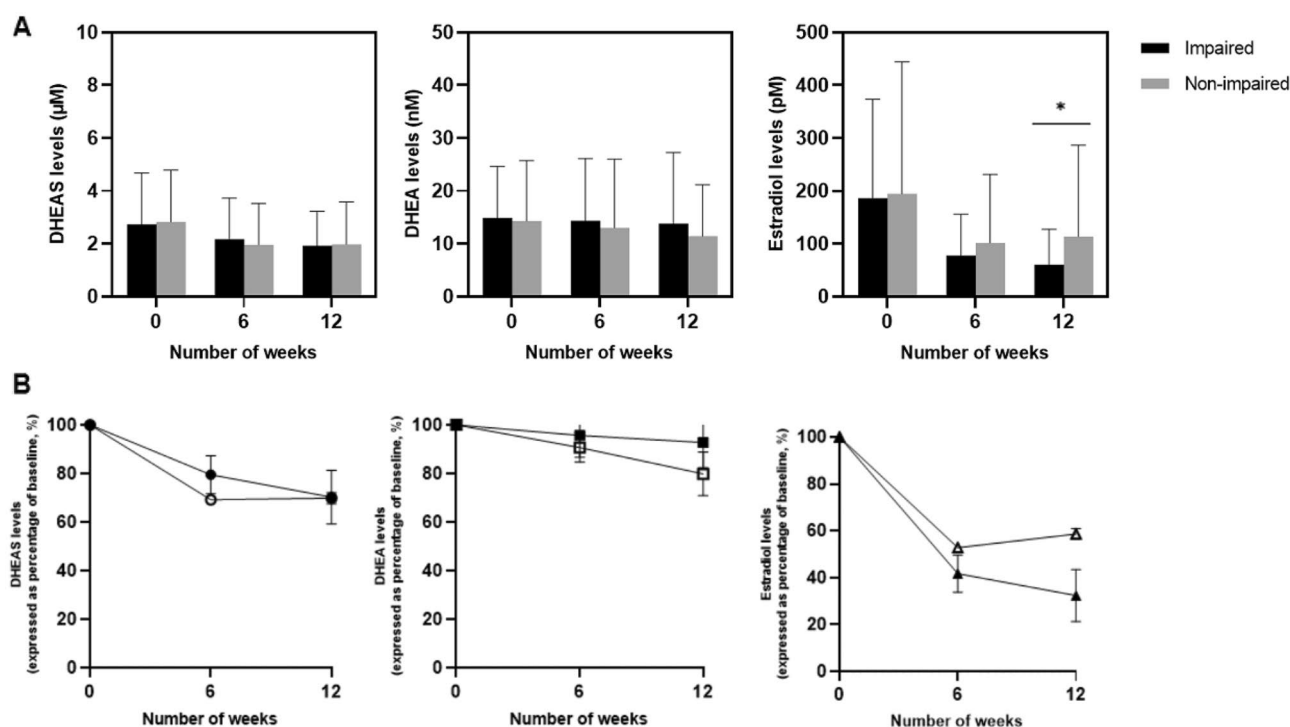 A
DHEAS levels (µM)
10
8
6
4
2
0
0 6 12
Number of weeks
DHEA levels (nM)
50
40
30
20
10
0
0 6 12
Number of weeks
Estradiol levels (pM)
500
400
300
200
100
0
*
0 6 12
Number of weeks
Impaired
Non-impaired
B
DHEAS levels
(expressed as percentage of baseline, %)
100
80
60
40
20
0
0 6 12
Number of weeks
DHEA levels
(expressed as percentage of baseline, %)
100
80
60
40
20
0
0 6 12
Number of weeks
Estradiol levels
(expressed as percentage of baseline, %)
100
80
60
40
20
0
0 6 12
Number of weeks